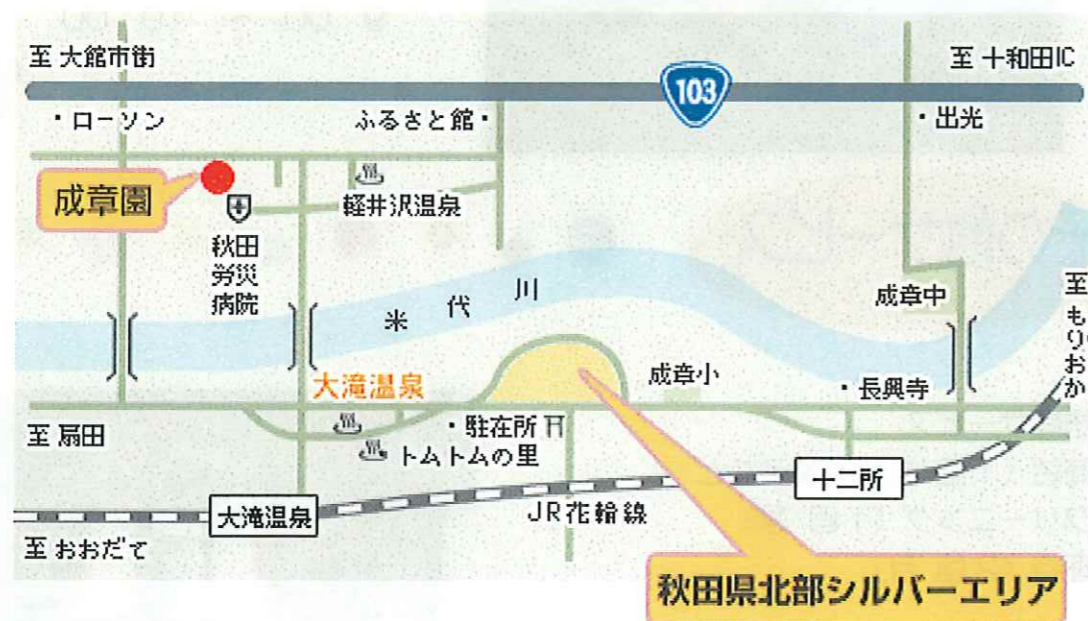 至 大館市街
103
至 十和田IC
・ローソン
ふるさと館・
・出光
成章園
軽井沢温泉
秋田
労災
病院
米代川
成章中
至
もりおか
大滝温泉
成章小
・長興寺
至 扇田
・駐在所
トムトムの里
十二所
大滝温泉
JR花輪線
至 おおだて
秋田県北部シルバーエリア